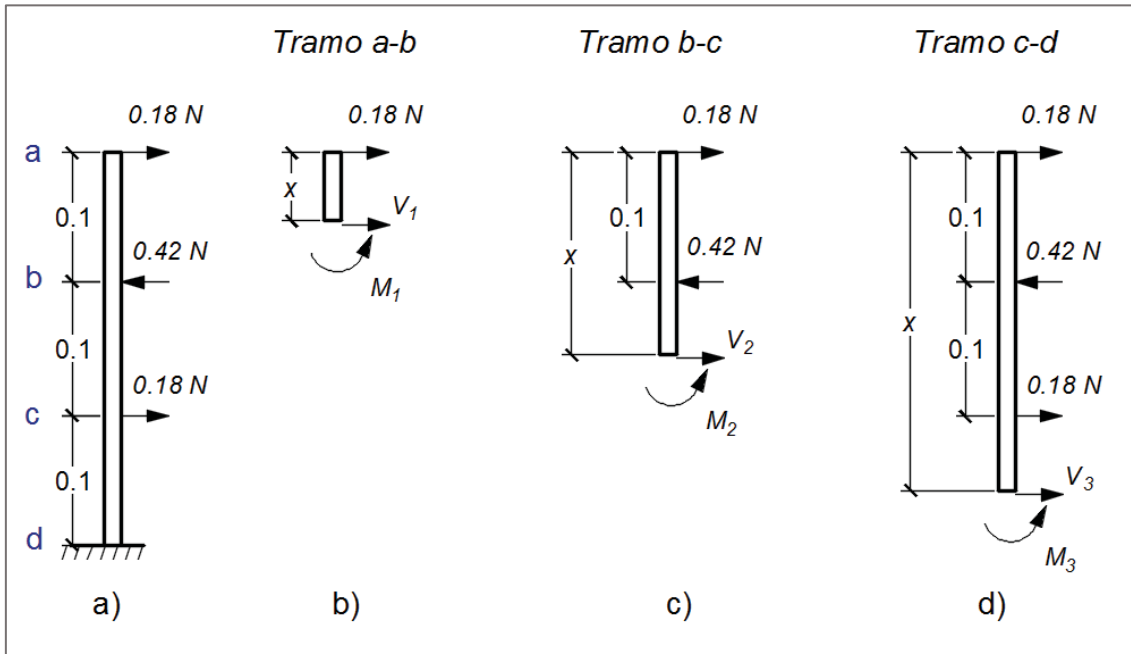 Tramo a-b
Tramo b-c
Tramo c-d
0.18 N
0.18 N
0.18 N
0.18 N
a
x
0.1
V1
0.1
0.1
0.42 N
0.42 N
0.42 N
b
M1
x
x
0.1
V2
0.1
0.18 N
0.18 N
c
M2
0.1
V3
d
M3
a)
b)
c)
d)